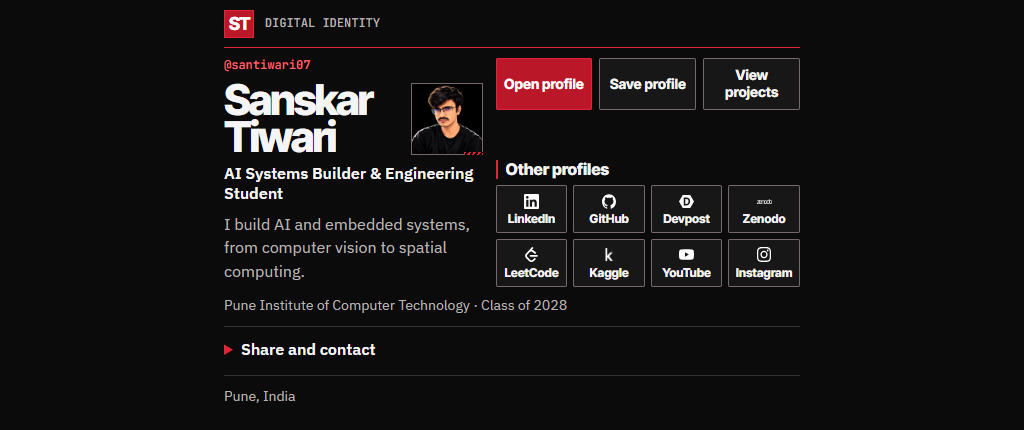 ST DIGITAL IDENTITY
@santiwari07
Sanskar
Tiwari
AI Systems Builder & Engineering
Student
I build AI and embedded systems,
from computer vision to spatial
computing.
Open profile
Save profile
View
projects
Other profiles
LinkedIn
GitHub
Devpost
zenodo
Zenodo
LeetCode
Kaggle
YouTube
Instagram
Pune Institute of Computer Technology · Class of 2028
Share and contact
Pune, India